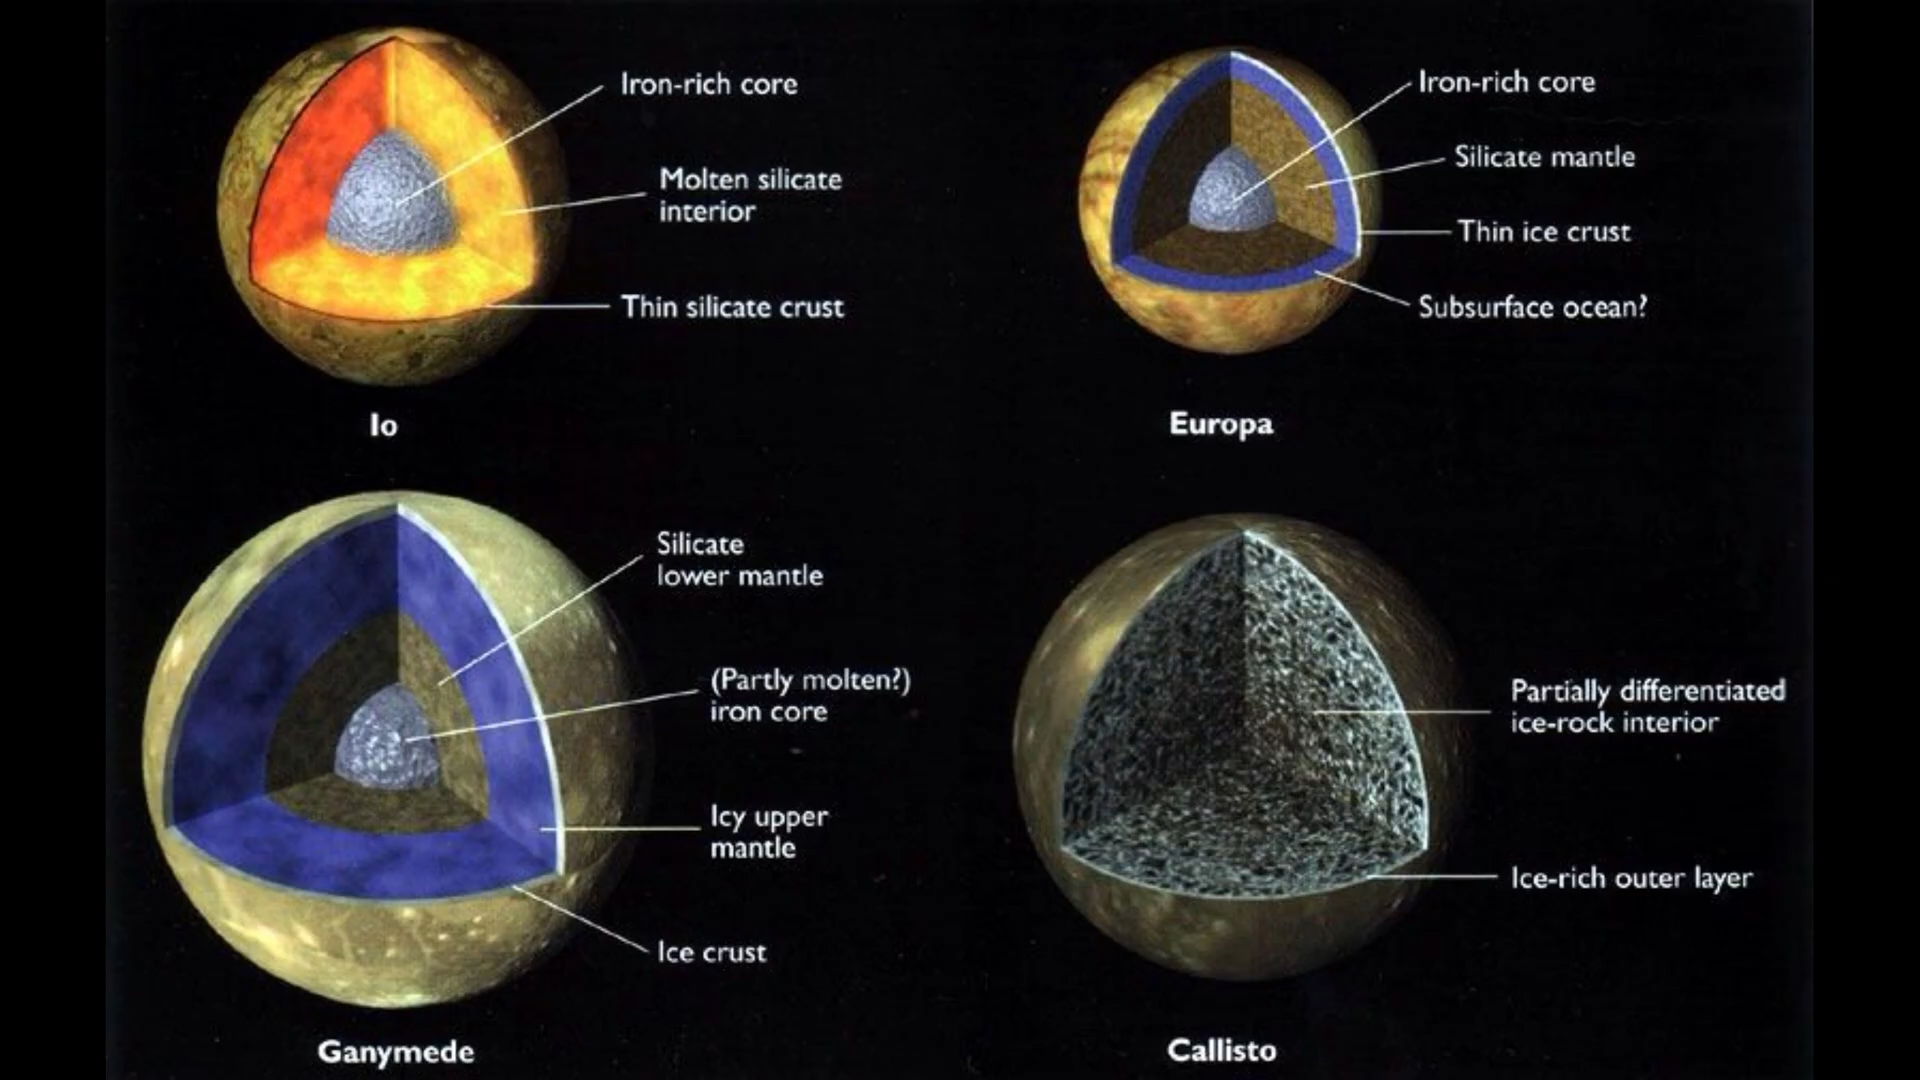 Iron-rich core
Molten silicate
interior
Thin silicate crust
Io
Iron-rich core
Silicate mantle
Thin ice crust
Subsurface ocean?
Europa
Silicate
lower mantle
(Partly molten?)
iron core
Icy upper
mantle
Ice crust
Ganymede
Partially differentiated
ice-rock interior
Ice-rich outer layer
Callisto